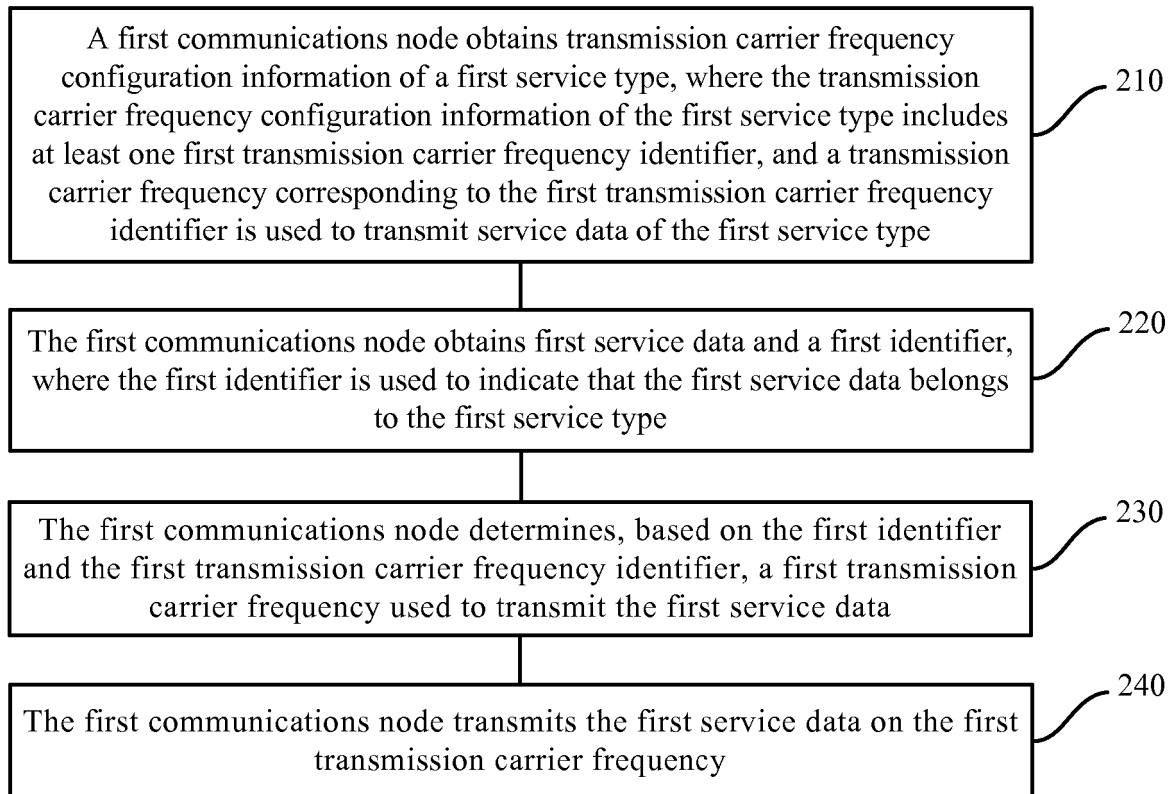 A first communications node obtains transmission carrier frequency
configuration information of a first service type, where the transmission
carrier frequency configuration information of the first service type includes
at least one first transmission carrier frequency identifier, and a transmission
carrier frequency corresponding to the first transmission carrier frequency
identifier is used to transmit service data of the first service type
210
The first communications node obtains first service data and a first identifier,
where the first identifier is used to indicate that the first service data belongs
to the first service type
220
The first communications node determines, based on the first identifier
and the first transmission carrier frequency identifier, a first transmission
carrier frequency used to transmit the first service data
230
The first communications node transmits the first service data on the first
transmission carrier frequency
240